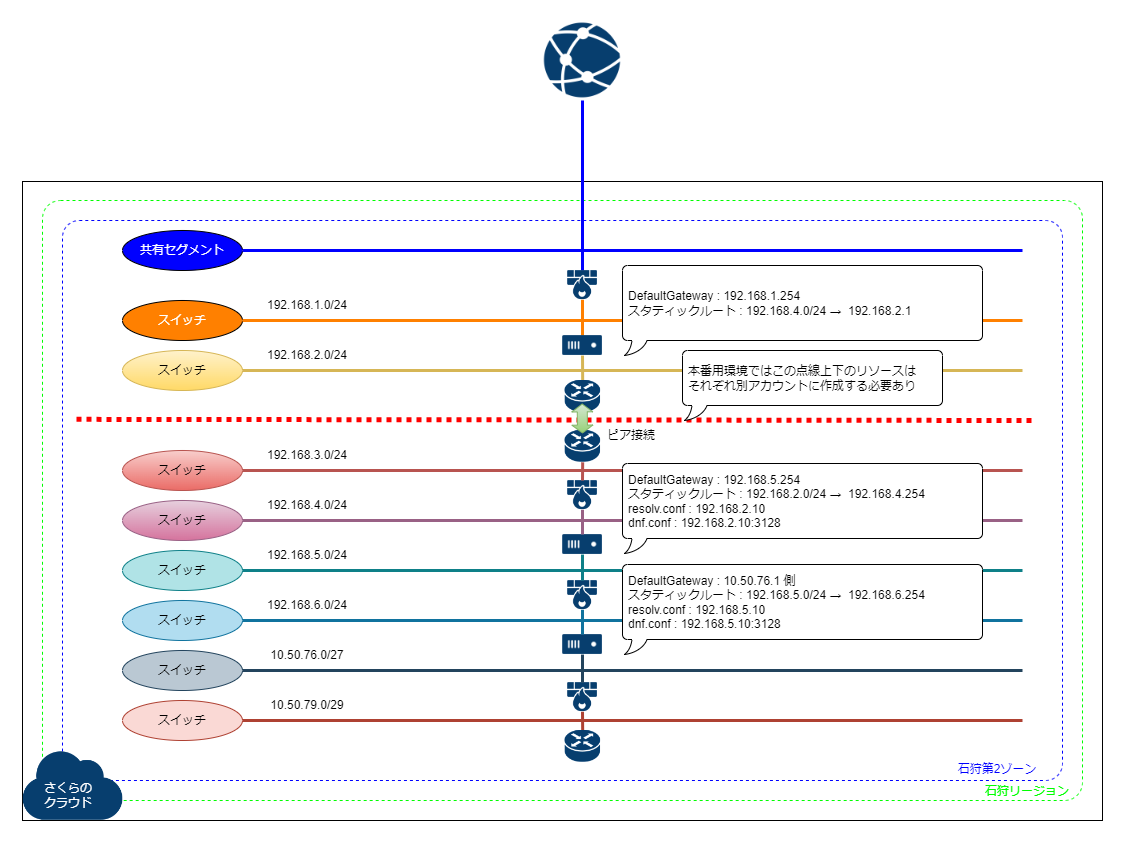 共有セグメント
192.168.1.0/24
スイッチ
DefaultGateway : 192.168.1.254
スタティックルート : 192.168.4.0/24 → 192.168.2.1
192.168.2.0/24
スイッチ
本番用環境ではこの点線上下のリソースは
それぞれ別アカウントに作成する必要あり
ピア接続
192.168.3.0/24
スイッチ
DefaultGateway : 192.168.5.254
スタティックルート : 192.168.2.0/24 → 192.168.4.254
resolv.conf : 192.168.2.10
dnf.conf : 192.168.2.10:3128
192.168.4.0/24
スイッチ
192.168.5.0/24
スイッチ
DefaultGateway : 10.50.76.1 側
スタティックルート : 192.168.5.0/24 → 192.168.6.254
resolv.conf : 192.168.5.10
dnf.conf : 192.168.5.10:3128
192.168.6.0/24
スイッチ
10.50.76.0/27
スイッチ
10.50.79.0/29
スイッチ
石狩第2ゾーン
石狩リージョン
さくらの
クラウド